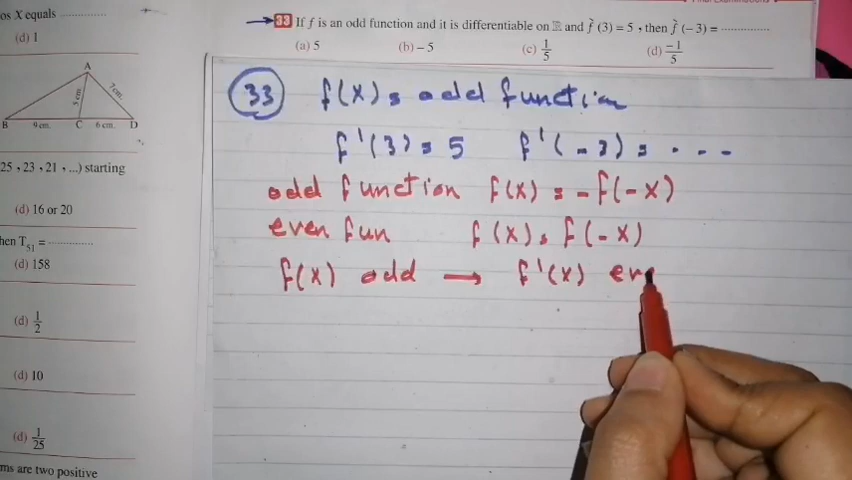 os X equals
(d) 1
A
5 cm.
7 cm.
B 9 cm. C 6 cm. D
25 , 23 , 21 , ...) starting
(d) 16 or 20
hen T51 =
(d) 158
(d) 1/2
(d) 10
(d) 1/25
ms are two positive
33 If f is an odd function and it is differentiable on ℝ and f̀ (3) = 5 , then f̀ (– 3) =
(a) 5 (b) – 5 (c) 1/5 (d) –1/5
33 f(x) = odd function
f'(3) = 5 f'(-3) = . - - -
odd function f(x) = -f(-x)
even fun f(x) = f(-x)
f(x) odd → f'(x) eve